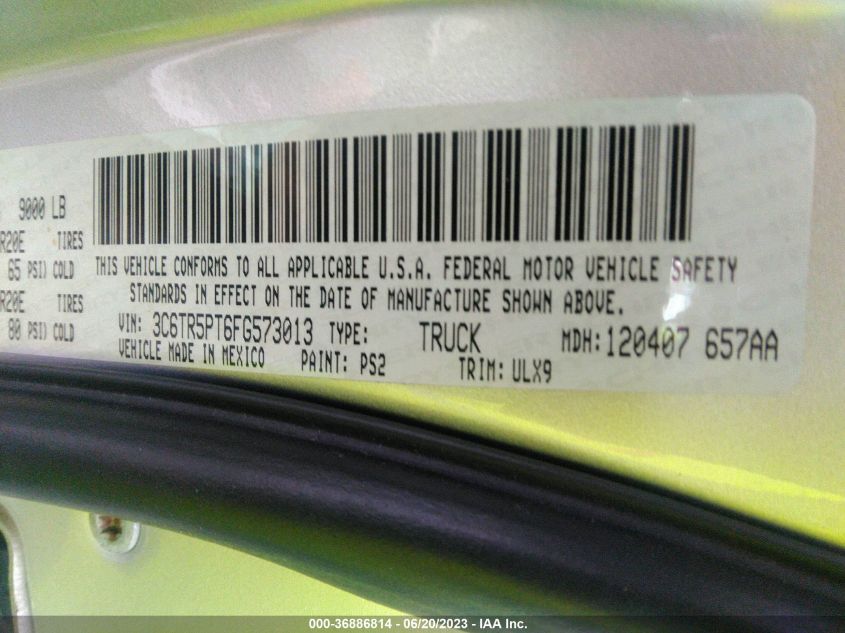 9000 LB
R20E TIRES
65 PSI) COLD
R20E TIRES
80 PSI) COLD
THIS VEHICLE CONFORMS TO ALL APPLICABLE U.S.A. FEDERAL MOTOR VEHICLE SAFETY
STANDARDS IN EFFECT ON THE DATE OF MANUFACTURE SHOWN ABOVE.
VIN: 3C6TR5PT6FG573013 TYPE: TRUCK MDH: 120407 657AA
VEHICLE MADE IN MEXICO PAINT: PS2 TRIM: ULX9
000-36886814 - 06/20/2023 - IAA Inc.